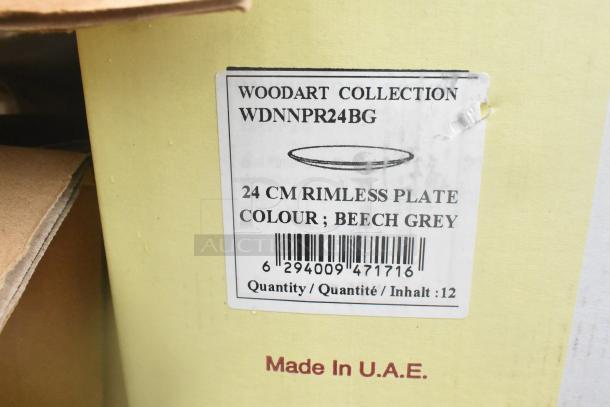 WOODART COLLECTION
WDNNPR24BG
24 CM RIMLESS PLATE
COLOUR ; BEECH GREY
6 294009 471716
Quantity / Quantité / Inhalt : 12
Made In U.A.E.